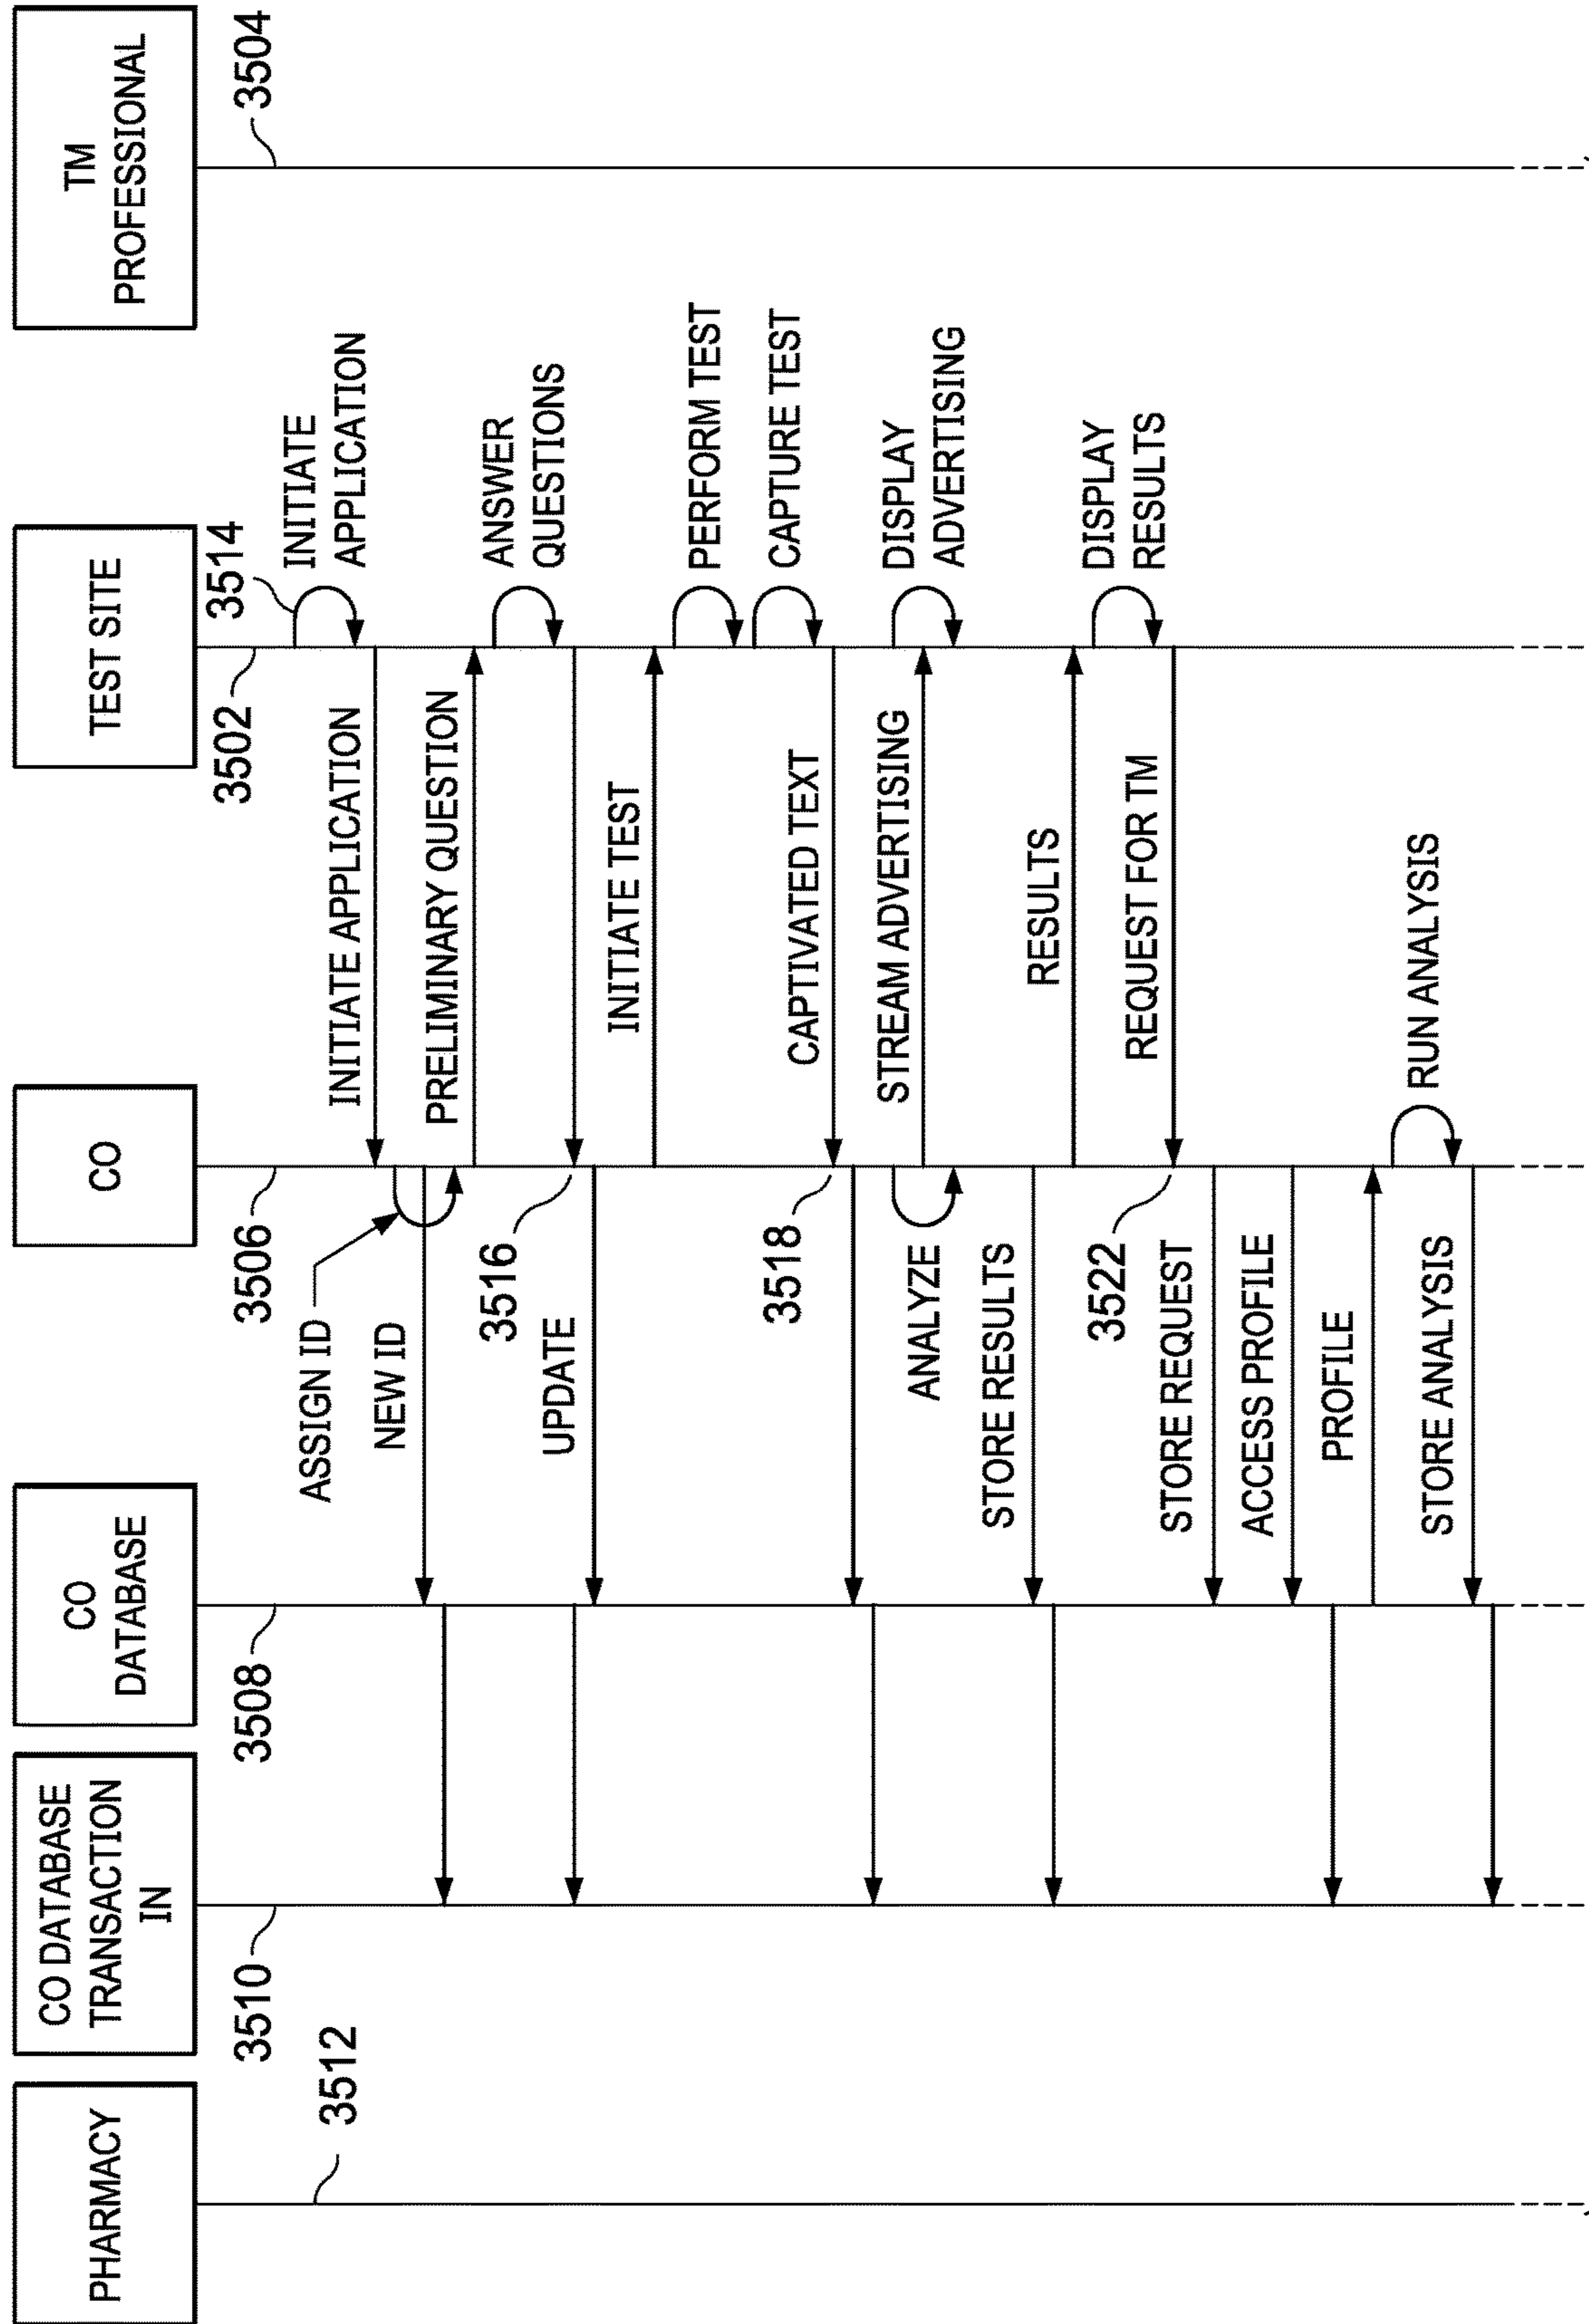 PHARMACY
CO DATABASE
TRANSACTION
IN
CO
DATABASE
CO
TEST SITE
TM
PROFESSIONAL
3512
3510
3508
3506
3502
3514
3504
INITIATE
APPLICATION
INITIATE APPLICATION
ASSIGN ID
NEW ID
PRELIMINARY QUESTION
ANSWER
QUESTIONS
3516
UPDATE
INITIATE TEST
PERFORM TEST
CAPTURE TEST
CAPTIVATED TEXT
3518
STREAM ADVERTISING
DISPLAY
ADVERTISING
ANALYZE
STORE RESULTS
RESULTS
DISPLAY
RESULTS
REQUEST FOR TM
3522
STORE REQUEST
ACCESS PROFILE
PROFILE
RUN ANALYSIS
STORE ANALYSIS